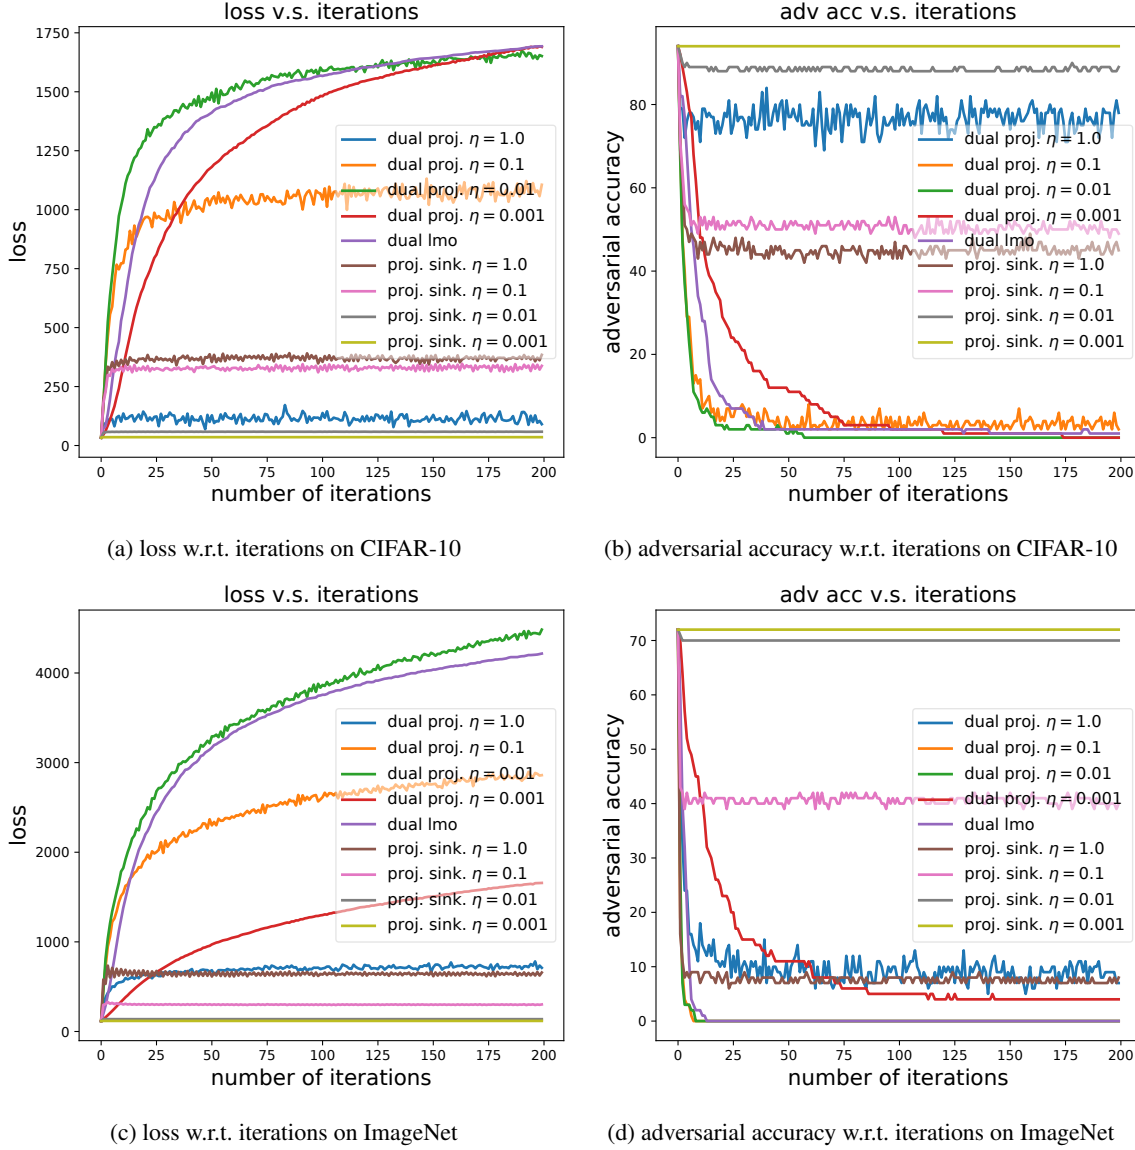 loss v.s. iterations
1750
1500
1250
1000
750
500
250
0
loss
dual proj. η = 1.0
dual proj. η = 0.1
dual proj. η = 0.01
dual proj. η = 0.001
dual lmo
proj. sink. η = 1.0
proj. sink. η = 0.1
proj. sink. η = 0.01
proj. sink. η = 0.001
0 25 50 75 100 125 150 175 200
number of iterations
(a) loss w.r.t. iterations on CIFAR-10
adv acc v.s. iterations
80
60
40
20
0
adversarial accuracy
dual proj. η = 1.0
dual proj. η = 0.1
dual proj. η = 0.01
dual proj. η = 0.001
dual lmo
proj. sink. η = 1.0
proj. sink. η = 0.1
proj. sink. η = 0.01
proj. sink. η = 0.001
0 25 50 75 100 125 150 175 200
number of iterations
(b) adversarial accuracy w.r.t. iterations on CIFAR-10
loss v.s. iterations
4000
3000
2000
1000
0
loss
dual proj. η = 1.0
dual proj. η = 0.1
dual proj. η = 0.01
dual proj. η = 0.001
dual lmo
proj. sink. η = 1.0
proj. sink. η = 0.1
proj. sink. η = 0.01
proj. sink. η = 0.001
0 25 50 75 100 125 150 175 200
number of iterations
(c) loss w.r.t. iterations on ImageNet
adv acc v.s. iterations
70
60
50
40
30
20
10
0
adversarial accuracy
dual proj. η = 1.0
dual proj. η = 0.1
dual proj. η = 0.01
dual proj. η = 0.001
dual lmo
proj. sink. η = 1.0
proj. sink. η = 0.1
proj. sink. η = 0.01
proj. sink. η = 0.001
0 25 50 75 100 125 150 175 200
number of iterations
(d) adversarial accuracy w.r.t. iterations on ImageNet